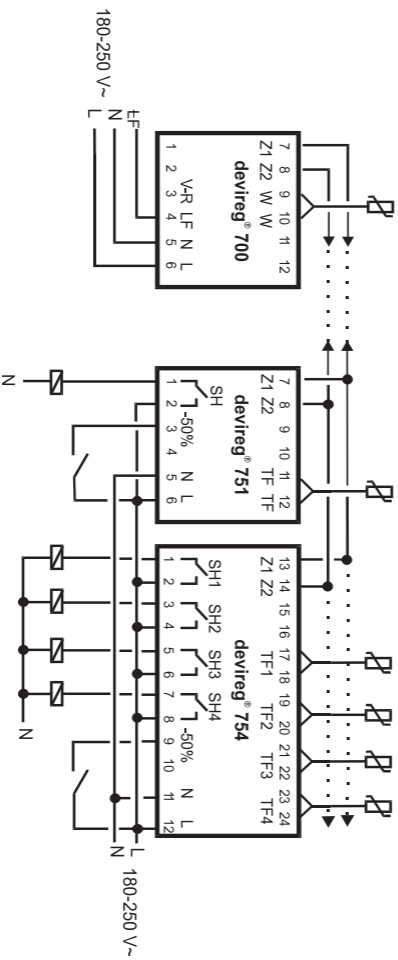 7 8 9 10 11 12
Z1 Z2 W W
devireg® 700
V-R LF N L
1 2 3 4 5 6
LF
N
L
180-250 V~
7 8 9 10 11 12
Z1 Z2 TF TF
devireg® 751
SH -50% N L
1 2 3 4 5 6
N
13 14 15 16 17 18 19 20 21 22 23 24
Z1 Z2 TF1 TF2 TF3 TF4
devireg® 754
SH1 SH2 SH3 SH4 -50% N L
1 2 3 4 5 6 7 8 9 10 11 12
N
L
N
180-250 V~